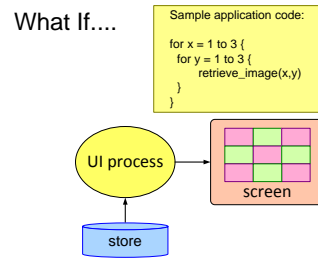 What If....
Sample application code:
for x = 1 to 3 {
for y = 1 to 3 {
retrieve_image(x,y)
}
}
UI process
screen
store